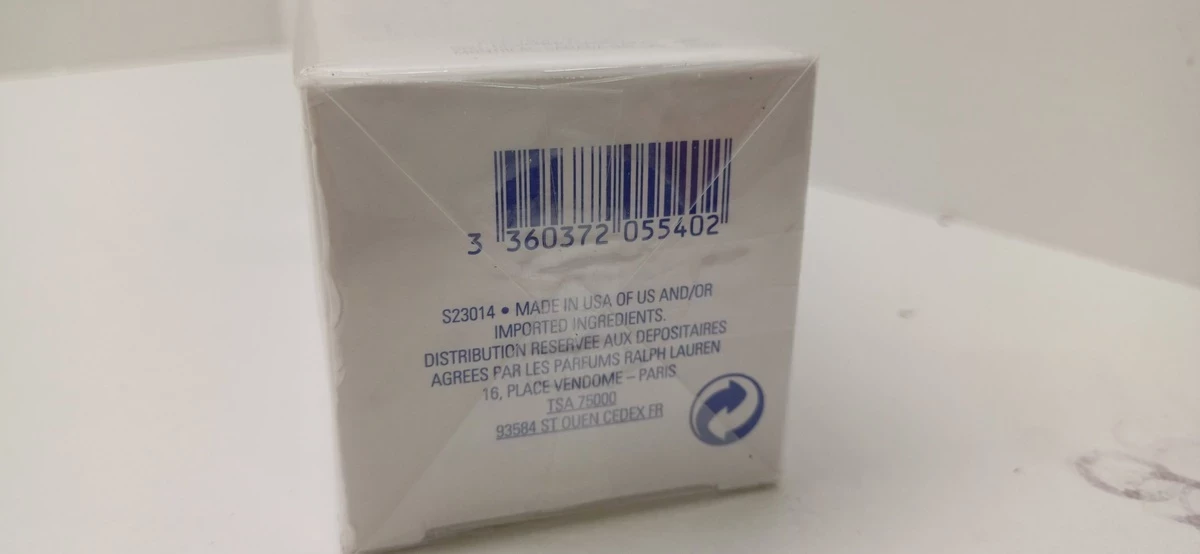 3 360372 055402
S23014 • MADE IN USA OF US AND/OR
IMPORTED INGREDIENTS.
DISTRIBUTION RESERVEE AUX DEPOSITAIRES
AGREES PAR LES PARFUMS RALPH LAUREN
16, PLACE VENDOME – PARIS
TSA 75000
93584 ST OUEN CEDEX FR